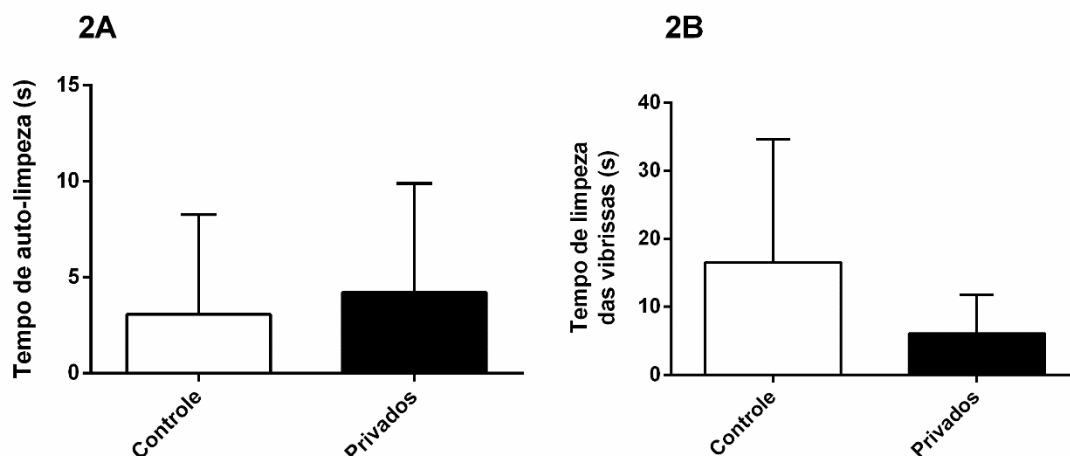 2A
Tempo de auto-limpeza (s)
15
10
5
0
Controle
Privados
2B
Tempo de limpeza
das vibrissas (s)
40
30
20
10
0
Controle
Privados